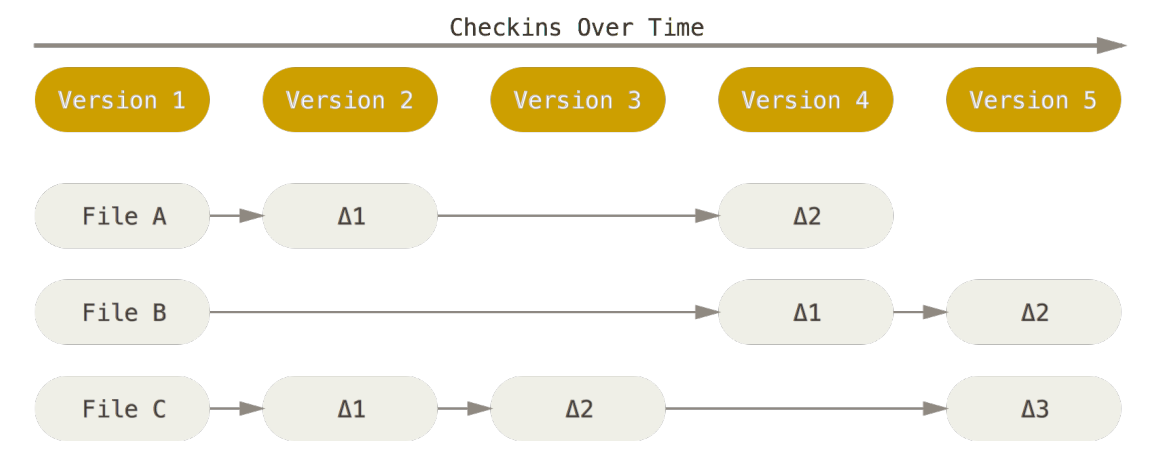 Checkins Over Time
Version 1 Version 2 Version 3 Version 4 Version 5
File A Δ1 Δ2
File B Δ1 Δ2
File C Δ1 Δ2 Δ3